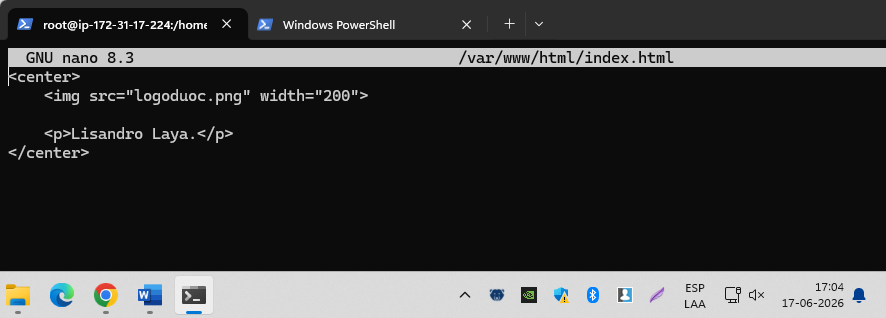 root@ip-172-31-17-224:/home
Windows PowerShell
GNU nano 8.3 /var/www/html/index.html
<center>
    <img src="logoduoc.png" width="200">
    <p>Lisandro Laya.</p>
</center>
ESP
LAA
17:04
17-06-2026